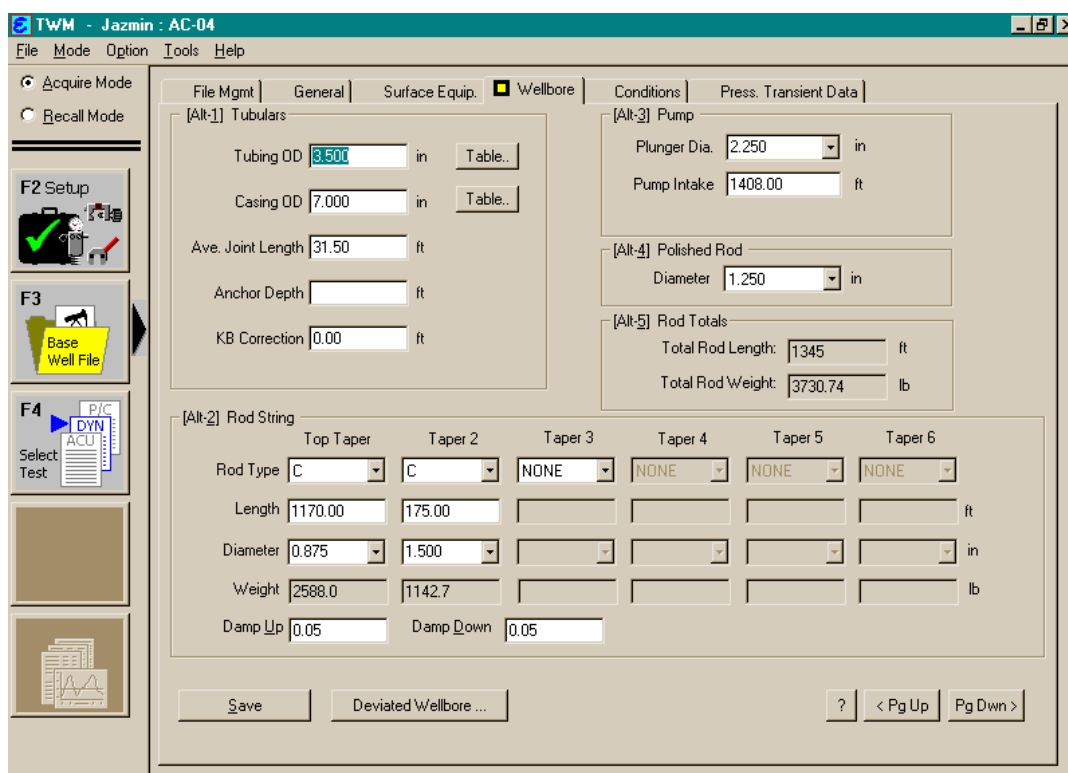 TWM - Jazmin : AC-04
File Mode Option Tools Help
Acquire Mode
Recall Mode
F2 Setup
F3
Base
Well File
F4
P/C
DYN
ACU
Select
Test
File Mgmt General Surface Equip. Wellbore Conditions Press. Transient Data
[Alt-1] Tubulars
Tubing OD 3.500 in Table..
Casing OD 7.000 in Table..
Ave. Joint Length 31.50 ft
Anchor Depth ft
KB Correction 0.00 ft
[Alt-3] Pump
Plunger Dia. 2.250 in
Pump Intake 1408.00 ft
[Alt-4] Polished Rod
Diameter 1.250 in
[Alt-5] Rod Totals
Total Rod Length: 1345 ft
Total Rod Weight: 3730.74 lb
[Alt-2] Rod String
Top Taper Taper 2 Taper 3 Taper 4 Taper 5 Taper 6
Rod Type C C NONE NONE NONE NONE
Length 1170.00 175.00 ft
Diameter 0.875 1.500 in
Weight 2588.0 1142.7 lb
Damp Up 0.05 Damp Down 0.05
Save Deviated Wellbore ... ? < Pg Up Pg Dwn >